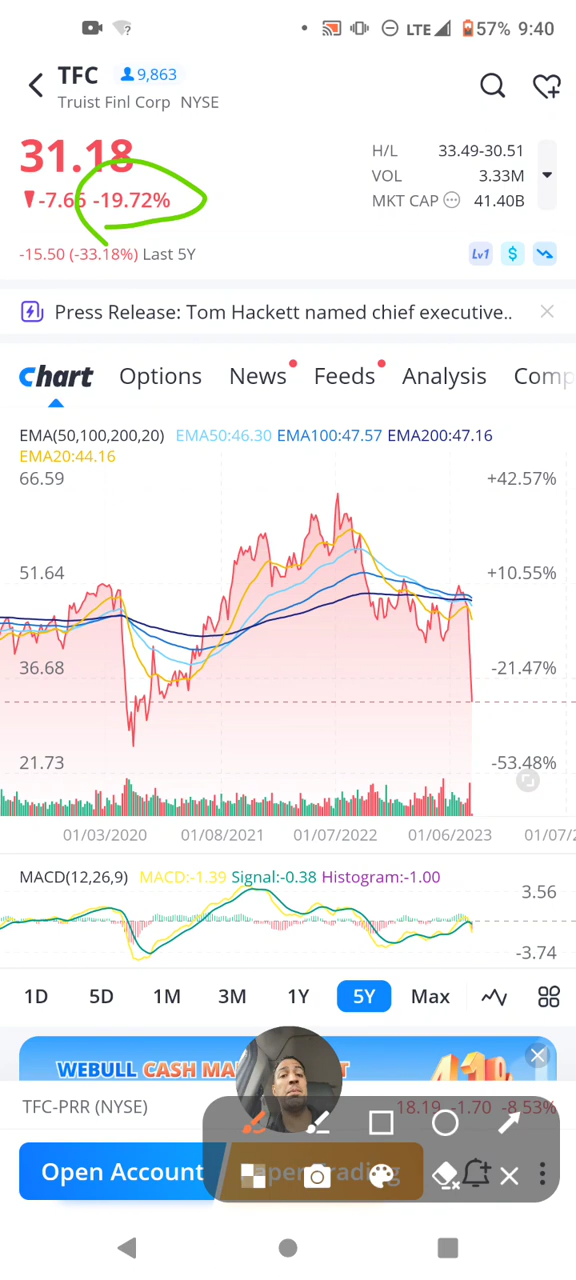 ? LTE 57% 9:40
TFC 9,863
Truist Finl Corp NYSE
31.18
-7.66 -19.72%
H/L 33.49-30.51
VOL 3.33M
MKT CAP 41.40B
-15.50 (-33.18%) Last 5Y
Lv1 $
Press Release: Tom Hackett named chief executive..
Chart Options News Feeds Analysis Comp
EMA(50,100,200,20) EMA50:46.30 EMA100:47.57 EMA200:47.16
EMA20:44.16
66.59 +42.57%
51.64 +10.55%
36.68 -21.47%
21.73 -53.48%
01/03/2020 01/08/2021 01/07/2022 01/06/2023 01/07/2
MACD(12,26,9) MACD:-1.39 Signal:-0.38 Histogram:-1.00
3.56
-3.74
1D 5D 1M 3M 1Y 5Y Max
WEBULL CASH MA T
TFC-PRR (NYSE) 18.19 -1.70 -8.53%
Open Account aper Trading